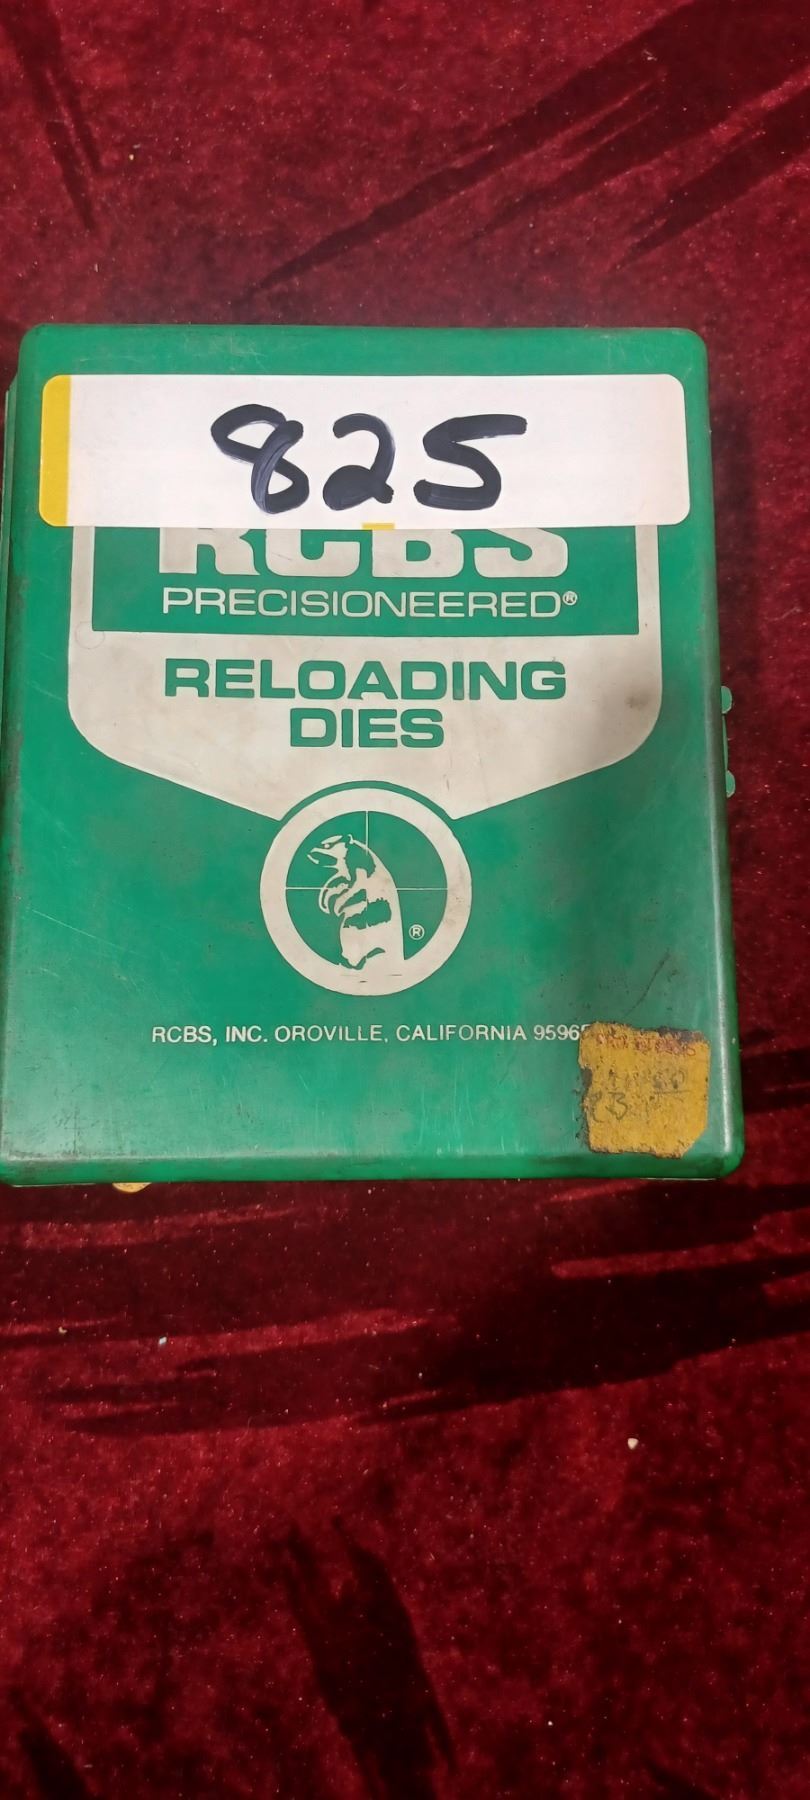 825
RCBS
PRECISIONEERED®
RELOADING
DIES
®
RCBS, INC. OROVILLE, CALIFORNIA